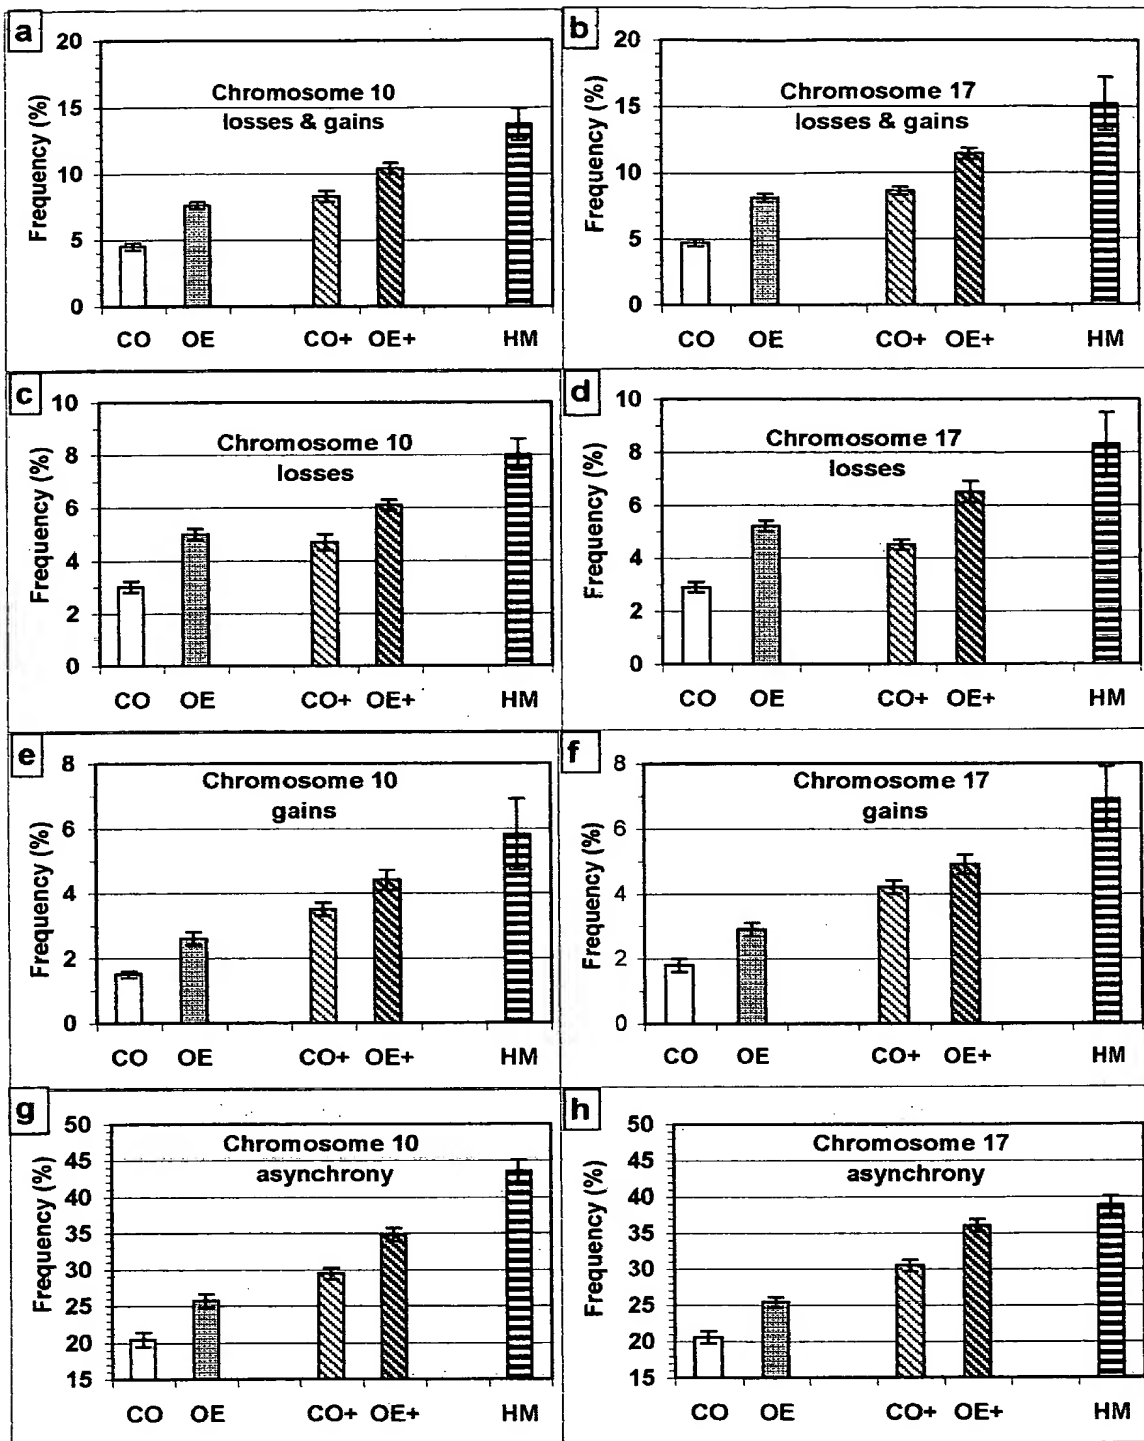 a
Frequency (%)
20
15
10
5
0
Chromosome 10
losses & gains
CO OE CO+ OE+ HM
b
Frequency (%)
20
15
10
5
0
Chromosome 17
losses & gains
CO OE CO+ OE+ HM
c
Frequency (%)
10
8
6
4
2
0
Chromosome 10
losses
CO OE CO+ OE+ HM
d
Frequency (%)
10
8
6
4
2
0
Chromosome 17
losses
CO OE CO+ OE+ HM
e
Frequency (%)
8
6
4
2
0
Chromosome 10
gains
CO OE CO+ OE+ HM
f
Frequency (%)
8
6
4
2
0
Chromosome 17
gains
CO OE CO+ OE+ HM
g
Frequency (%)
50
45
40
35
30
25
20
15
Chromosome 10
asynchrony
CO OE CO+ OE+ HM
h
Frequency (%)
50
45
40
35
30
25
20
15
Chromosome 17
asynchrony
CO OE CO+ OE+ HM